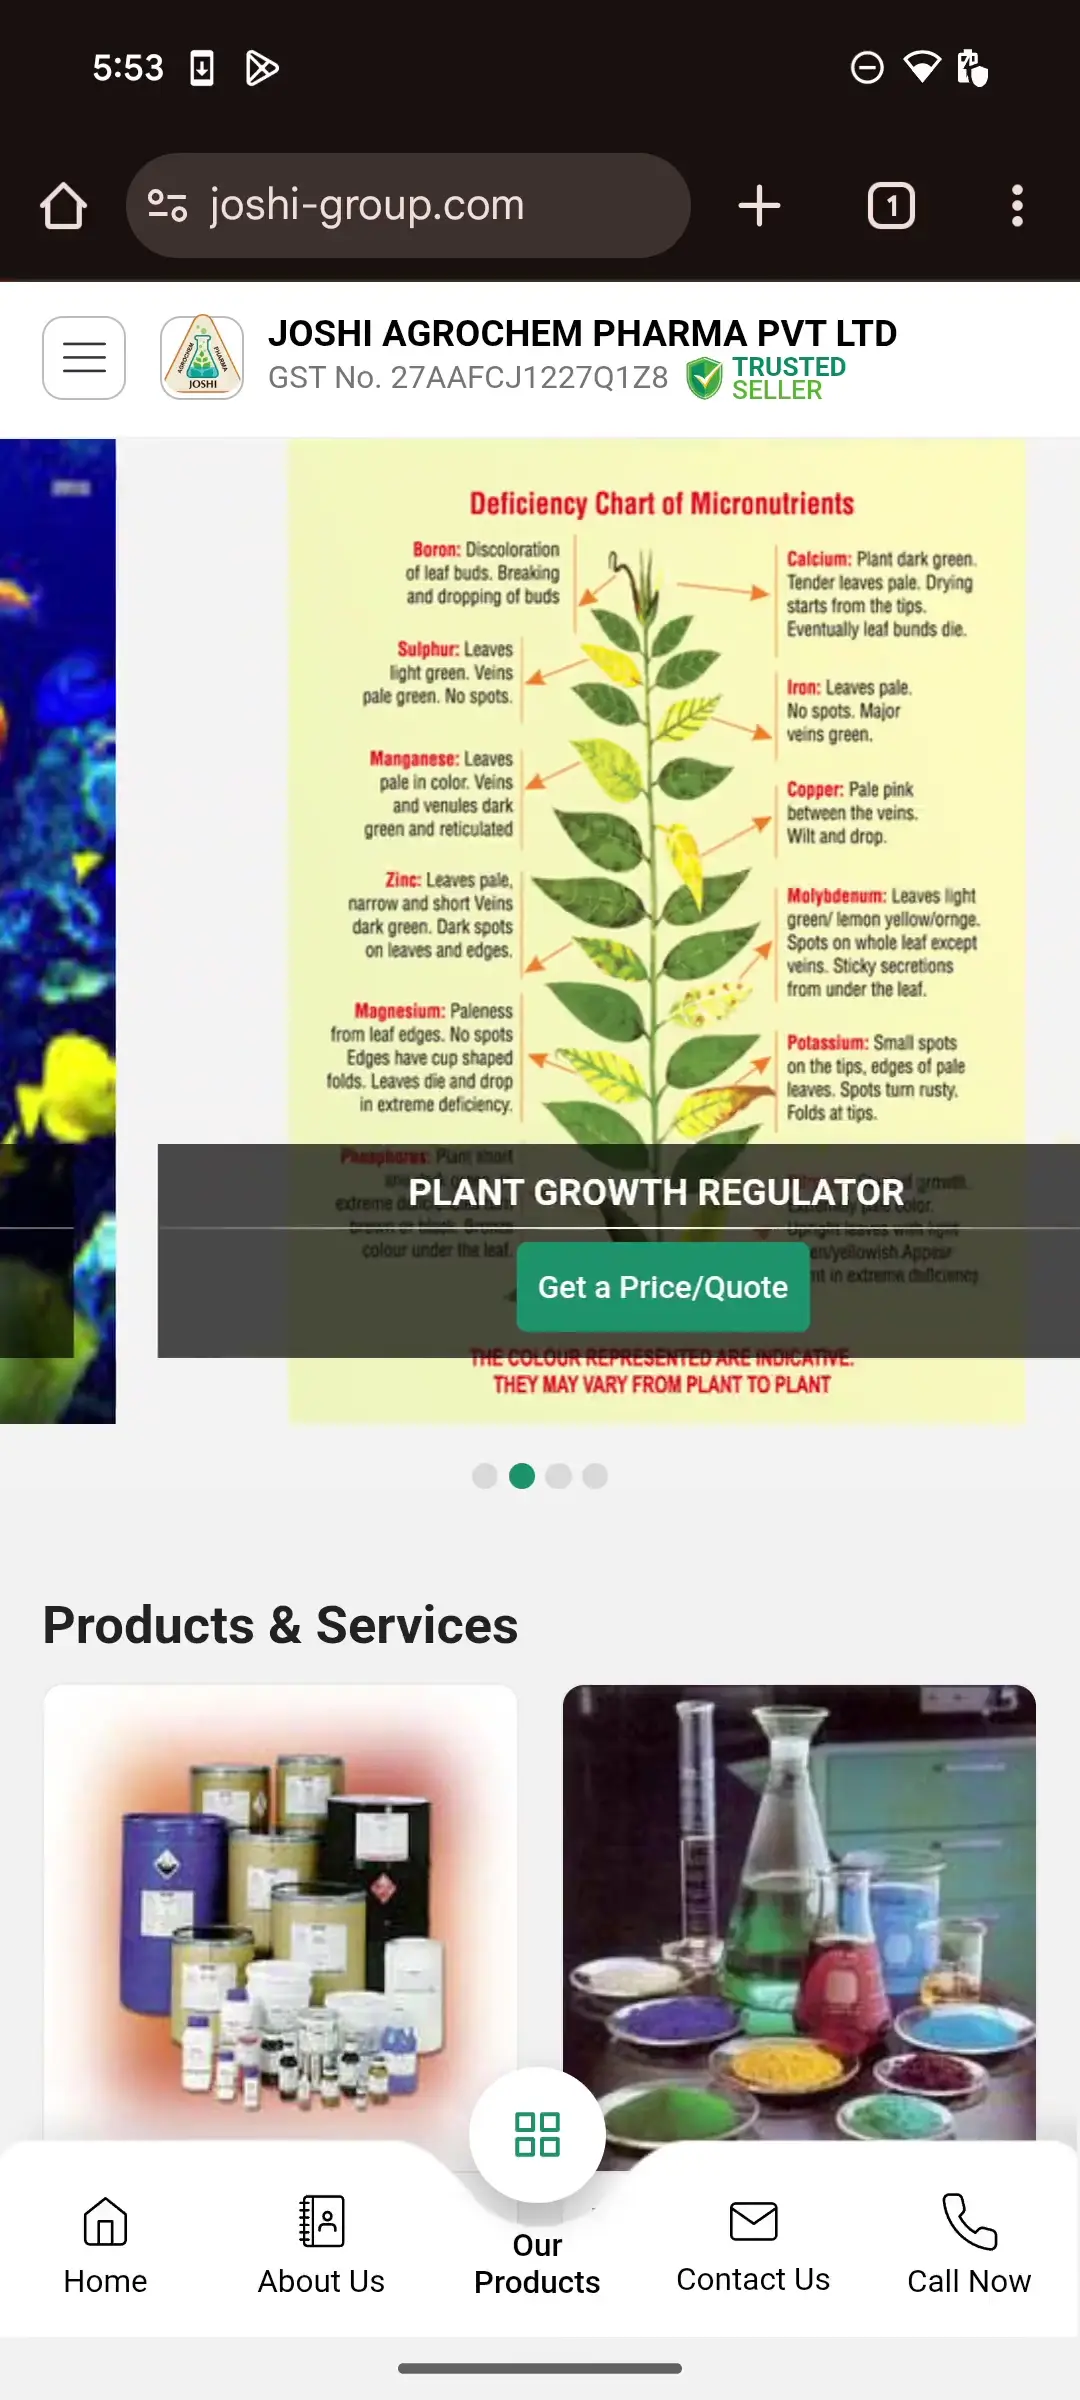 5:53
joshi-group.com
1
JOSHI AGROCHEM PHARMA PVT LTD
GST No. 27AAFCJ1227Q1Z8
TRUSTED
SELLER
AGROCHEM
PHARMA
JOSHI
Deficiency Chart of Micronutrients
Boron: Discoloration
of leaf buds. Breaking
and dropping of buds
Calcium: Plant dark green.
Tender leaves pale. Drying
starts from the tips.
Eventually leaf bunds die.
Sulphur: Leaves
light green. Veins
pale green. No spots.
Iron: Leaves pale.
No spots. Major
veins green.
Manganese: Leaves
pale in color. Veins
and venules dark
green and reticulated
Copper: Pale pink
between the veins.
Wilt and drop.
Zinc: Leaves pale,
narrow and short Veins
dark green. Dark spots
on leaves and edges.
Molybdenum: Leaves light
green/ lemon yellow/ornge.
Spots on whole leaf except
veins. Sticky secretions
from under the leaf.
Magnesium: Paleness
from leaf edges. No spots
Edges have cup shaped
folds. Leaves die and drop
in extreme deficiency.
Potassium: Small spots
on the tips, edges of pale
leaves. Spots turn rusty.
Folds at tips.
Phosphorus: Plant short
extreme
brown or black. Bronze
colour under the leaf.
growth.
color.
Upright leaves with light
en/yellowish.Appear
nt in extreme deficiency
PLANT GROWTH REGULATOR
Get a Price/Quote
THE COLOUR REPRESENTED ARE INDICATIVE.
THEY MAY VARY FROM PLANT TO PLANT
Products & Services
Home
About Us
Our
Products
Contact Us
Call Now